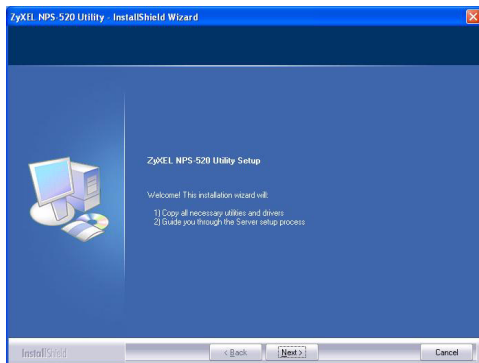 ZyXEL NPS-520 Utility - InstallShield Wizard
ZyXEL NPS-520 Utility Setup
Welcome! This installation wizard will:
1) Copy all necessary utilities and drivers
2) Guide you through the Server setup process
InstallShield
< Back Next > Cancel